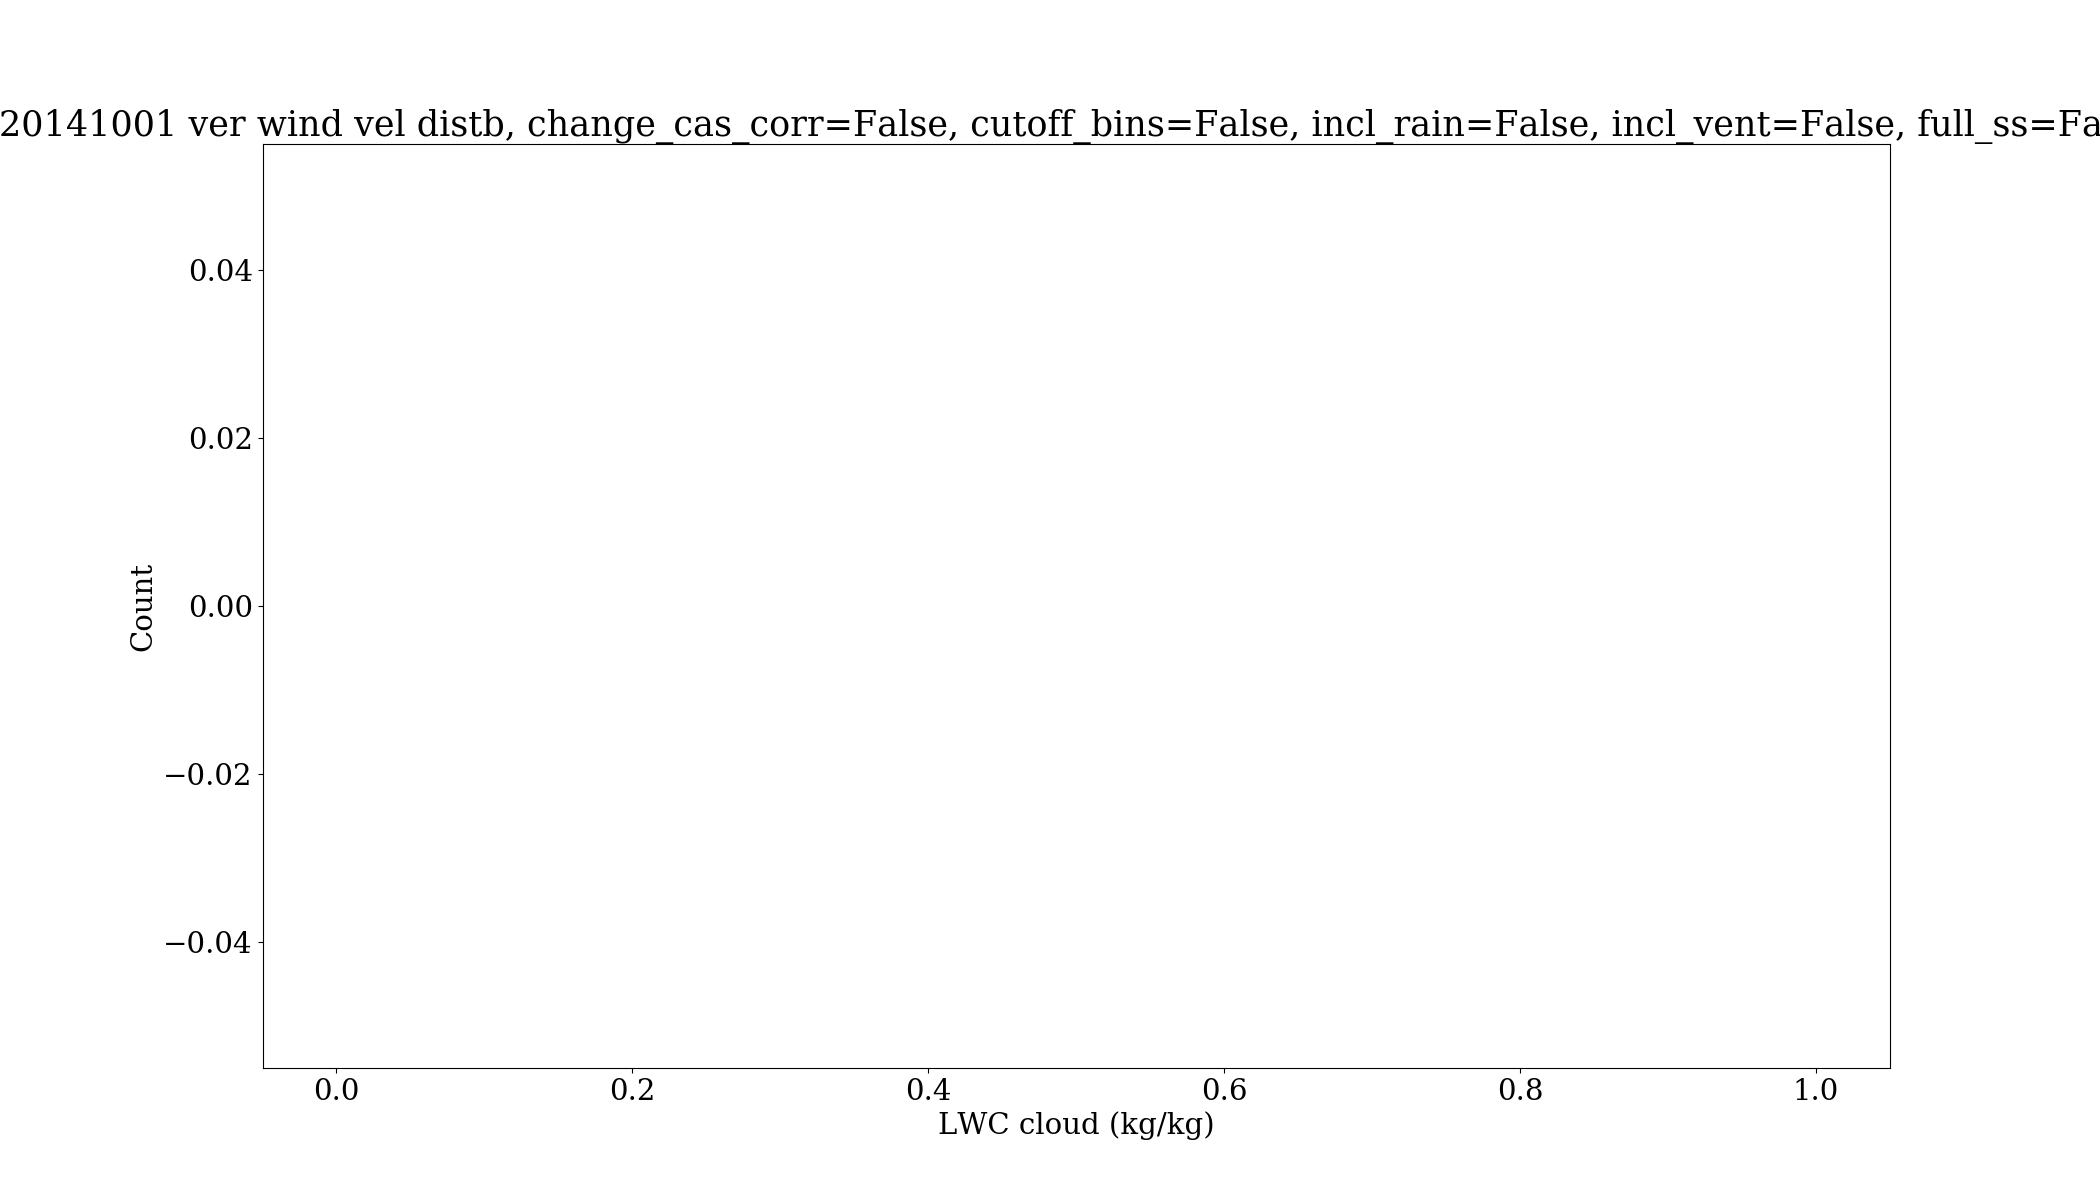 20141001 ver wind vel distb, change_cas_corr=False, cutoff_bins=False, incl_rain=False, incl_vent=False, full_ss=Fa
0.04
0.02
0.00
−0.02
−0.04
Count
0.0 0.2 0.4 0.6 0.8 1.0
LWC cloud (kg/kg)